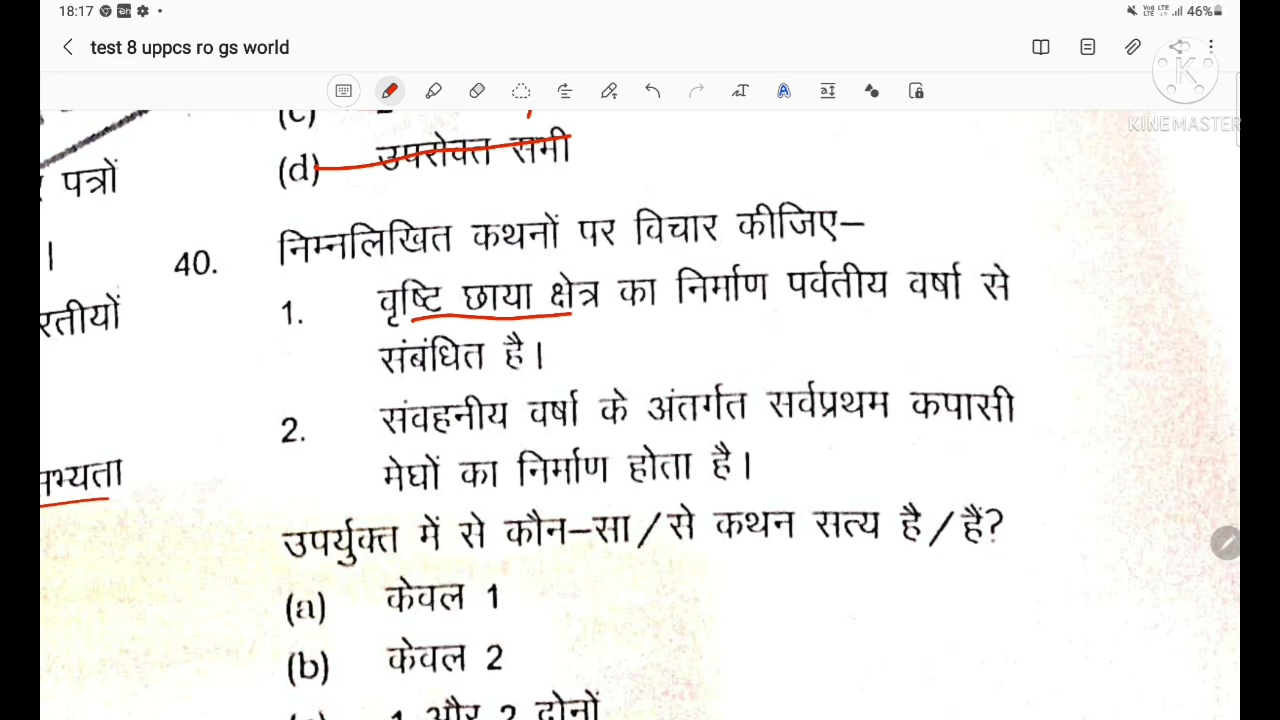 18:17
46%
test 8 uppcs ro gs world
KINEMASTER
(c)
(d) उपरोक्त सभी
पत्रों
।
रतीयों
भ्यता
40. निम्नलिखित कथनों पर विचार कीजिए–
1. वृष्टि छाया क्षेत्र का निर्माण पर्वतीय वर्षा से
संबंधित है।
2. संवहनीय वर्षा के अंतर्गत सर्वप्रथम कपासी
मेघों का निर्माण होता है।
उपर्युक्त में से कौन–सा/से कथन सत्य है/हैं?
(a) केवल 1
(b) केवल 2
1 और 2 दोनों